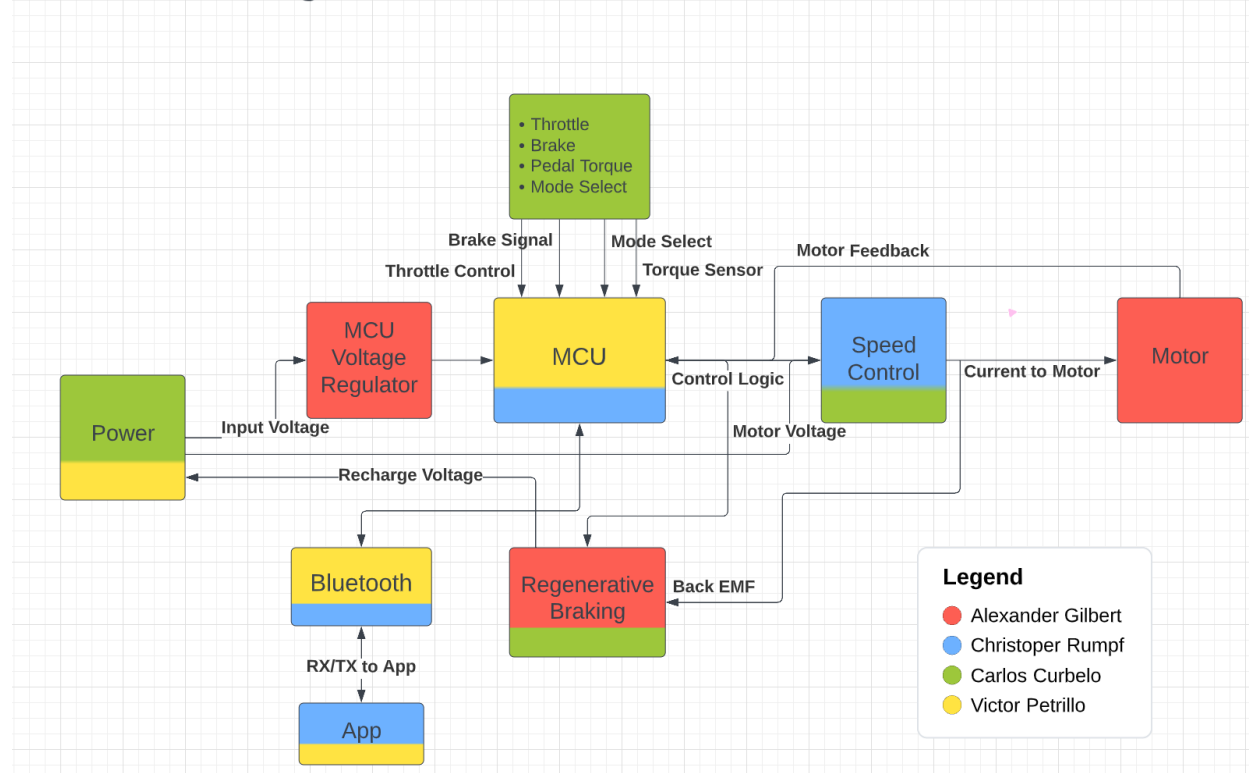 • Throttle
• Brake
• Pedal Torque
• Mode Select
Brake Signal
Mode Select
Throttle Control
Torque Sensor
Motor Feedback
MCU
Voltage
Regulator
MCU
Speed
Control
Motor
Control Logic
Current to Motor
Power
Input Voltage
Motor Voltage
Recharge Voltage
Bluetooth
Regenerative
Braking
Back EMF
RX/TX to App
App
Legend
Alexander Gilbert
Christoper Rumpf
Carlos Curbelo
Victor Petrillo